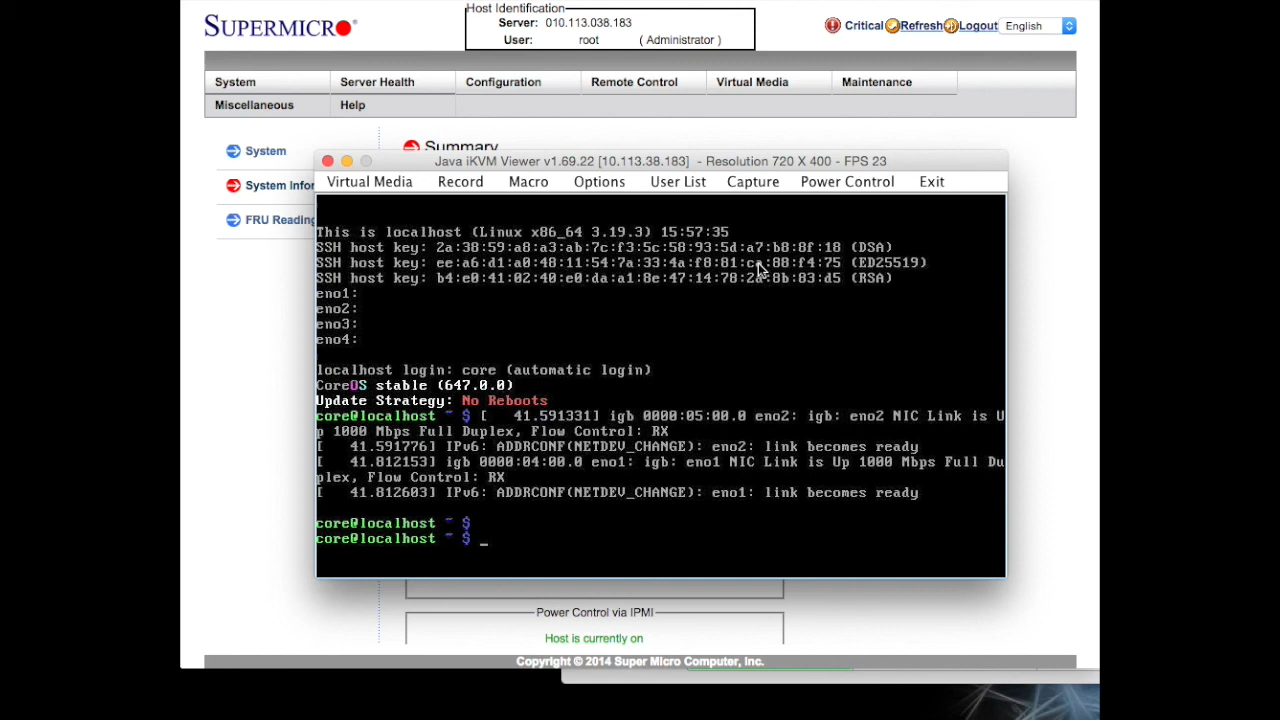 SUPERMICRO
Host Identification
Server: 010.113.038.183
User: root ( Administrator )
Critical Refresh Logout English
System Server Health Configuration Remote Control Virtual Media Maintenance
Miscellaneous Help
System
System Infor
FRU Reading
Summary
Java iKVM Viewer v1.69.22 [10.113.38.183] - Resolution 720 X 400 - FPS 23
Virtual Media Record Macro Options User List Capture Power Control Exit
This is localhost (Linux x86_64 3.19.3) 15:57:35
SSH host key: 2a:38:59:a8:a3:ab:7c:f3:5c:58:93:5d:a7:b8:8f:18 (DSA)
SSH host key: ee:a6:d1:a0:48:11:54:7a:33:4a:f8:81:ca:88:f4:75 (ED25519)
SSH host key: b4:e0:41:02:40:e0:da:a1:8e:47:14:78:2a:8b:83:d5 (RSA)
eno1:
eno2:
eno3:
eno4:
localhost login: core (automatic login)
CoreOS stable (647.0.0)
Update Strategy: No Reboots
core@localhost ~ $ [ 41.591331] igb 0000:05:00.0 eno2: igb: eno2 NIC Link is U
p 1000 Mbps Full Duplex, Flow Control: RX
[ 41.591776] IPv6: ADDRCONF(NETDEV_CHANGE): eno2: link becomes ready
[ 41.812153] igb 0000:04:00.0 eno1: igb: eno1 NIC Link is Up 1000 Mbps Full Du
plex, Flow Control: RX
[ 41.812603] IPv6: ADDRCONF(NETDEV_CHANGE): eno1: link becomes ready
core@localhost ~ $
core@localhost ~ $ _
Power Control via IPMI
Host is currently on
Copyright © 2014 Super Micro Computer, Inc.